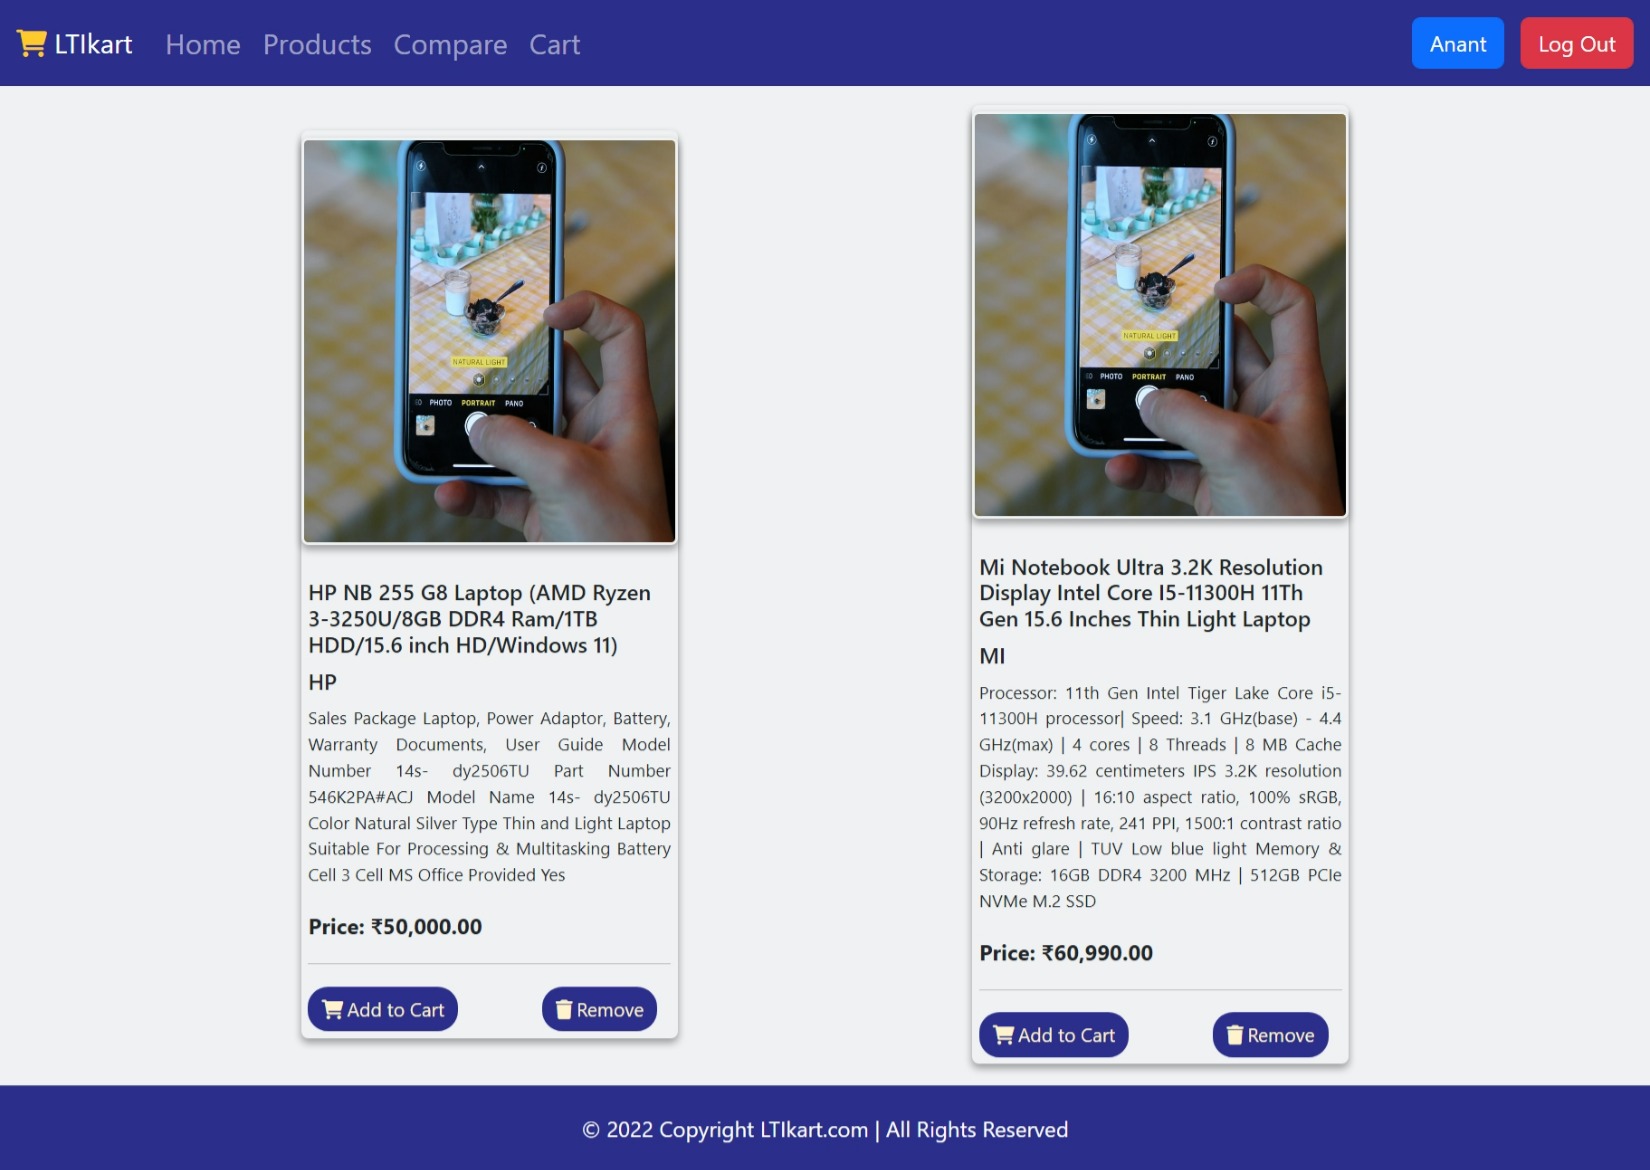 LTIkart Home Products Compare Cart Anant Log Out
NATURAL LIGHT
PHOTO PORTRAIT PANO
HP NB 255 G8 Laptop (AMD Ryzen
3-3250U/8GB DDR4 Ram/1TB
HDD/15.6 inch HD/Windows 11)
HP
Sales Package Laptop, Power Adaptor, Battery,
Warranty Documents, User Guide Model
Number 14s- dy2506TU Part Number
546K2PA#ACJ Model Name 14s- dy2506TU
Color Natural Silver Type Thin and Light Laptop
Suitable For Processing & Multitasking Battery
Cell 3 Cell MS Office Provided Yes
Price: ₹50,000.00
Add to Cart Remove
NATURAL LIGHT
PHOTO PORTRAIT PANO
Mi Notebook Ultra 3.2K Resolution
Display Intel Core I5-11300H 11Th
Gen 15.6 Inches Thin Light Laptop
MI
Processor: 11th Gen Intel Tiger Lake Core i5-
11300H processor| Speed: 3.1 GHz(base) - 4.4
GHz(max) | 4 cores | 8 Threads | 8 MB Cache
Display: 39.62 centimeters IPS 3.2K resolution
(3200x2000) | 16:10 aspect ratio, 100% sRGB,
90Hz refresh rate, 241 PPI, 1500:1 contrast ratio
| Anti glare | TUV Low blue light Memory &
Storage: 16GB DDR4 3200 MHz | 512GB PCIe
NVMe M.2 SSD
Price: ₹60,990.00
Add to Cart Remove
© 2022 Copyright LTIkart.com | All Rights Reserved